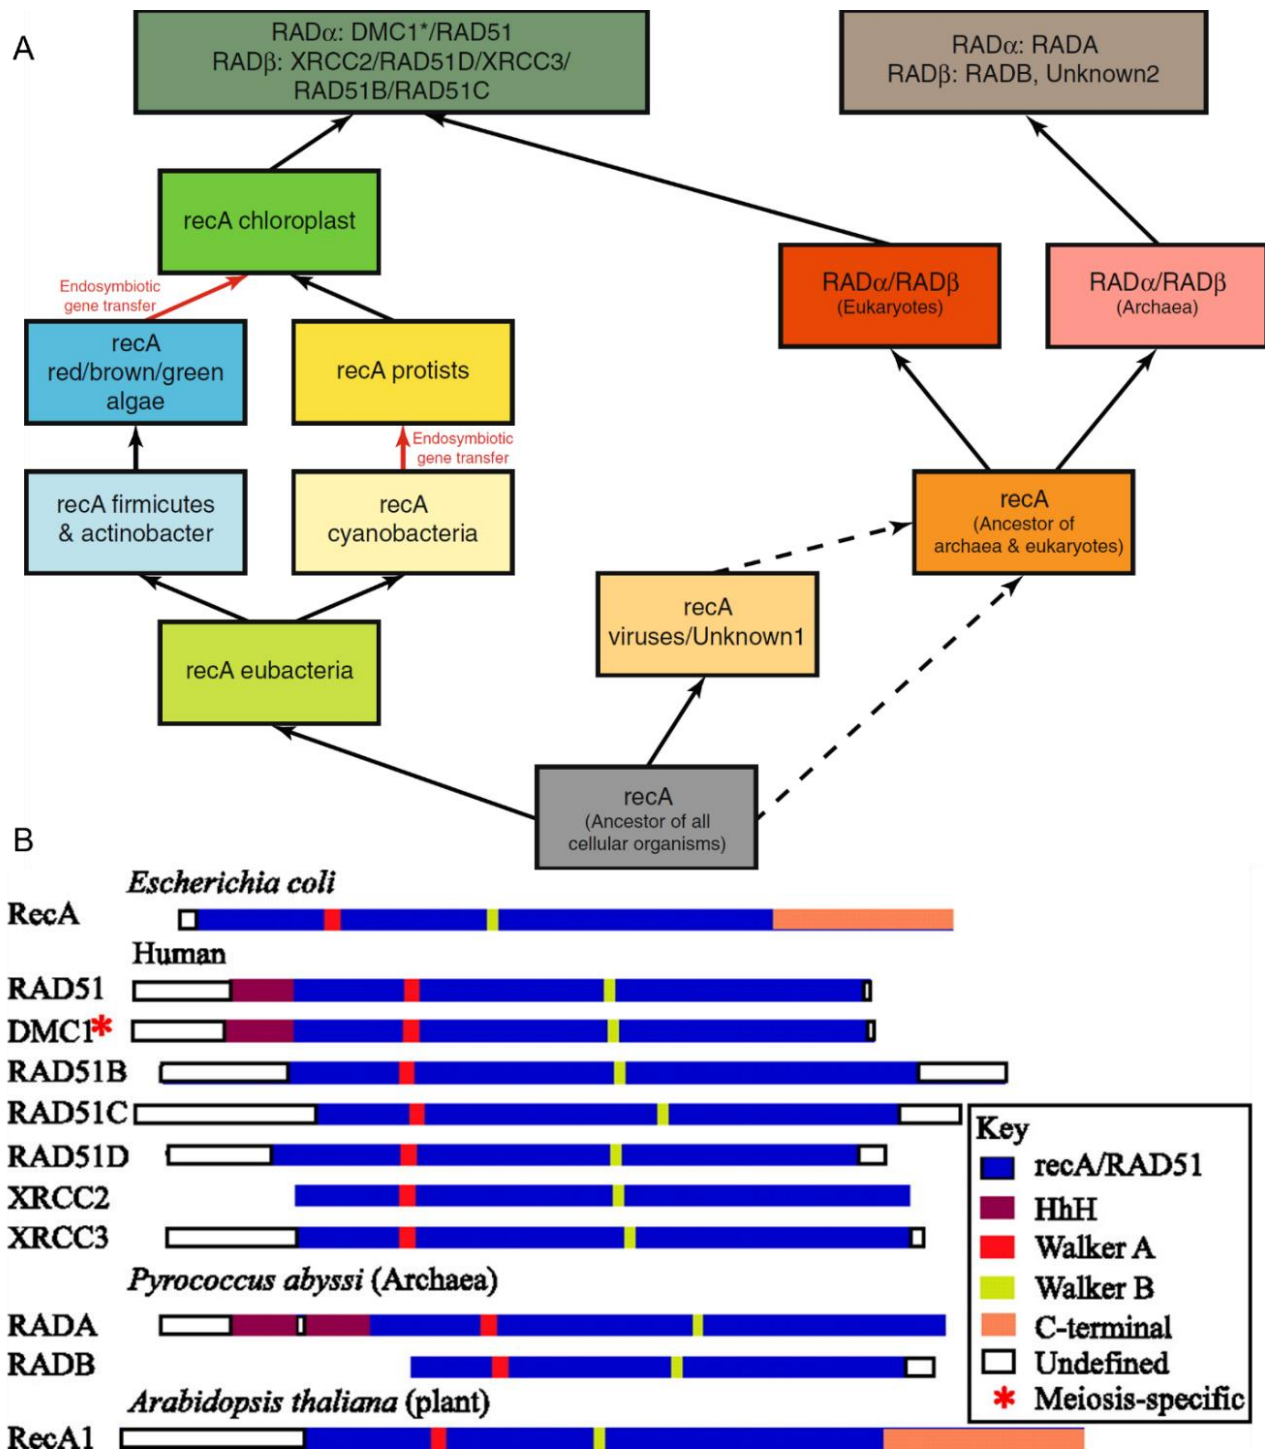 A
RADα: DMC1*/RAD51
RADβ: XRCC2/RAD51D/XRCC3/
RAD51B/RAD51C
RADα: RADA
RADβ: RADB, Unknown2
recA chloroplast
RADα/RADβ
(Eukaryotes)
RADα/RADβ
(Archaea)
Endosymbiotic
gene transfer
recA
red/brown/green
algae
recA protists
Endosymbiotic
gene transfer
recA firmicutes
& actinobacter
recA
cyanobacteria
recA
(Ancestor of
archaea & eukaryotes)
recA
viruses/Unknown1
recA eubacteria
recA
(Ancestor of all
cellular organisms)
B
Escherichia coli
RecA
Human
RAD51
DMC1*
RAD51B
RAD51C
RAD51D
XRCC2
XRCC3
Pyrococcus abyssi (Archaea)
RADA
RADB
Arabidopsis thaliana (plant)
RecA1
Key
recA/RAD51
HhH
Walker A
Walker B
C-terminal
Undefined
* Meiosis-specific